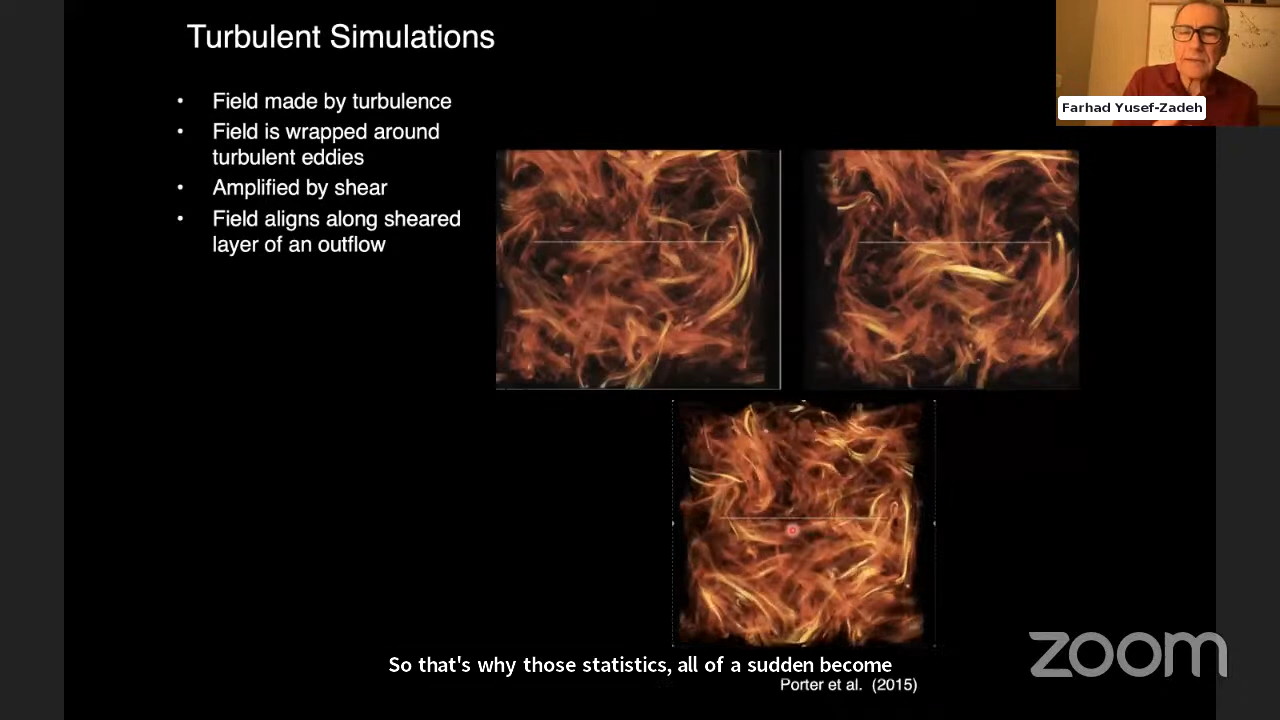 Turbulent Simulations
• Field made by turbulence
• Field is wrapped around
turbulent eddies
• Amplified by shear
• Field aligns along sheared
layer of an outflow
Farhad Yusef-Zadeh
So that's why those statistics, all of a sudden become
Porter et al. (2015)
zoom